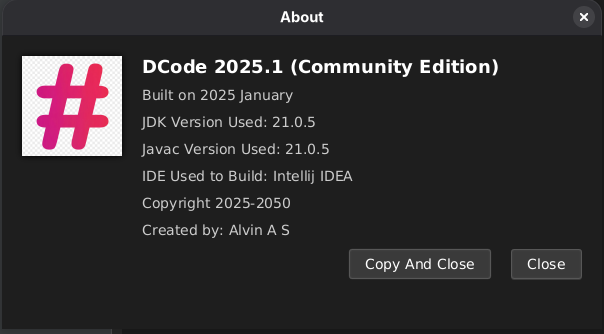 About
DCode 2025.1 (Community Edition)
Built on 2025 January
JDK Version Used: 21.0.5
Javac Version Used: 21.0.5
IDE Used to Build: Intellij IDEA
Copyright 2025-2050
Created by: Alvin A S
Copy And Close
Close